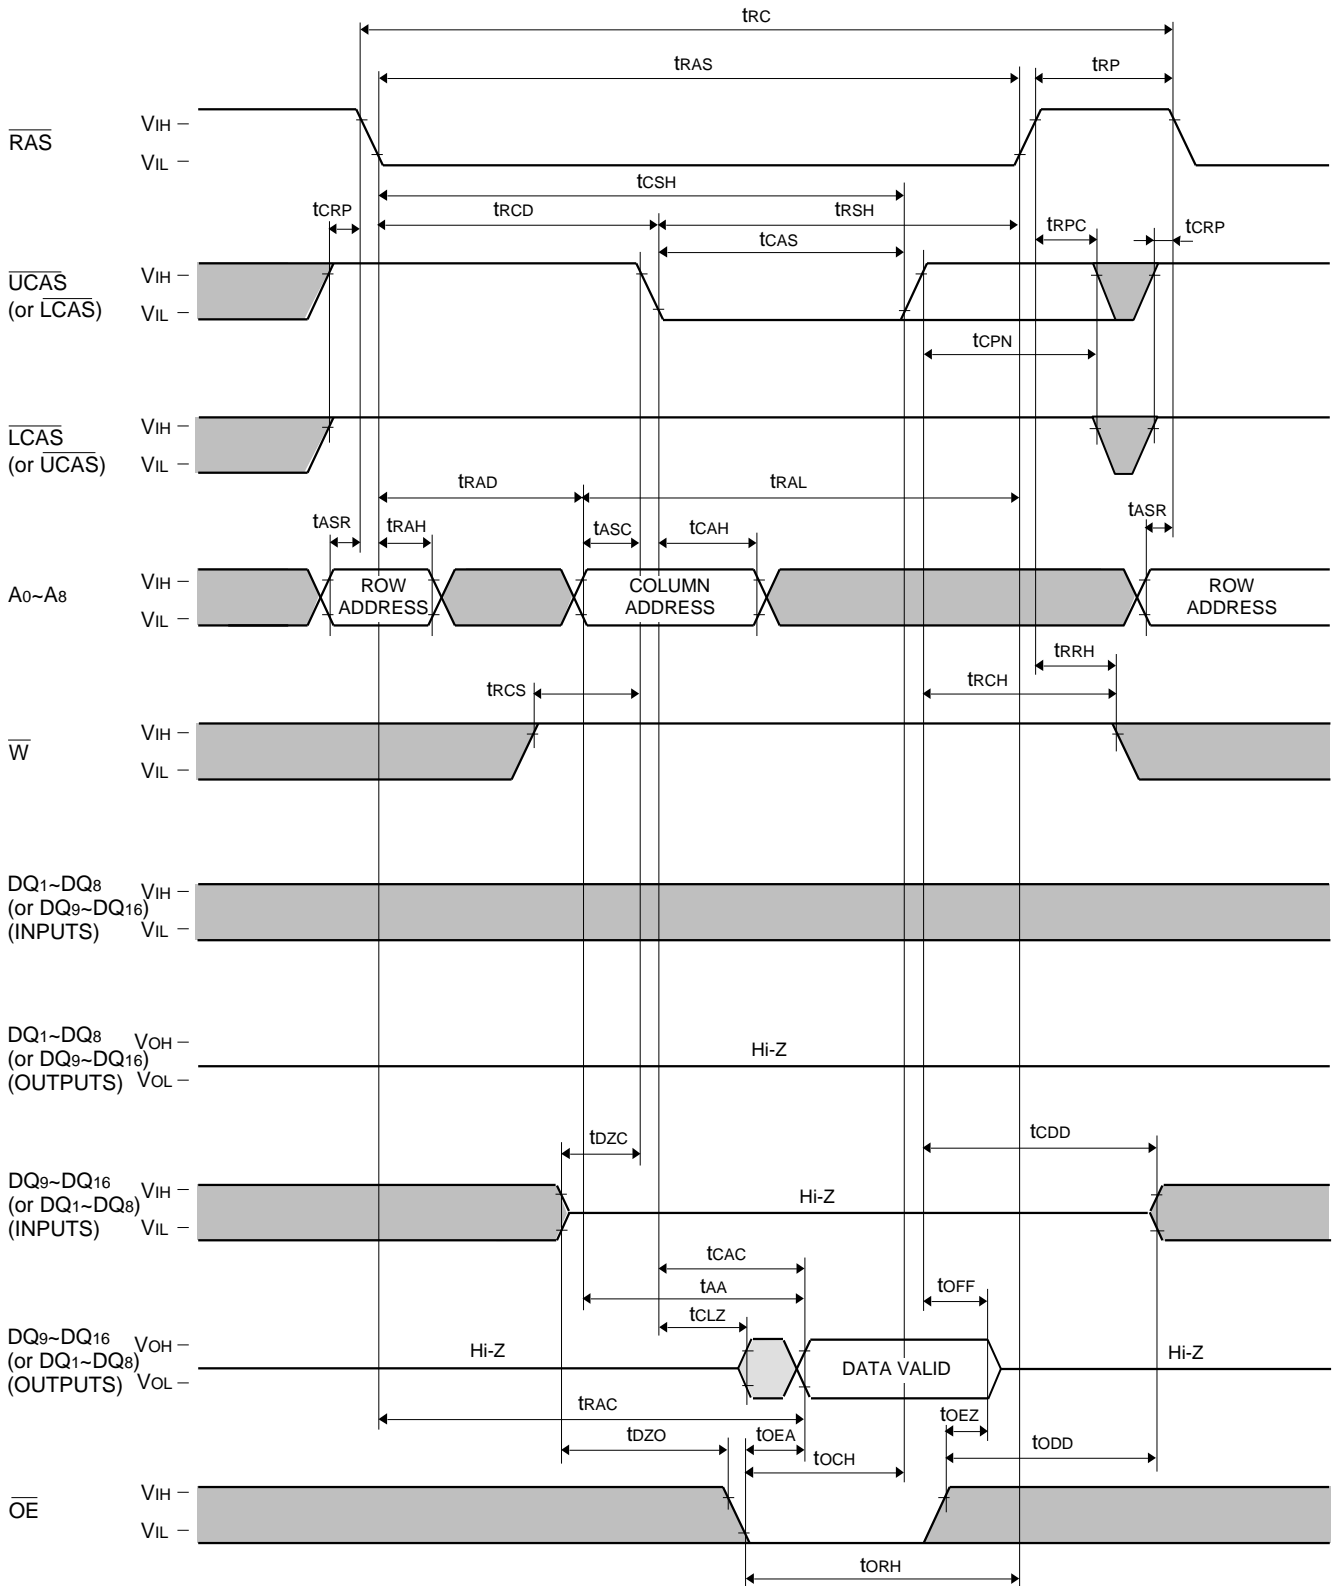 tRC
tRAS
tRP
RAS
VIH
VIL
tCSH
tCRP
tRCD
tRSH
tRPC
tCRP
tCAS
UCAS
(or LCAS)
VIH
VIL
tCPN
LCAS
(or UCAS)
VIH
VIL
tRAD
tRAL
tASR
tRAH
tASC
tCAH
tASR
A0~A8
VIH
VIL
ROW
ADDRESS
COLUMN
ADDRESS
ROW
ADDRESS
tRRH
tRCS
tRCH
W
VIH
VIL
DQ1~DQ8
(or DQ9~DQ16)
(INPUTS)
VIH
VIL
DQ1~DQ8
(or DQ9~DQ16)
(OUTPUTS)
VOH
VOL
Hi-Z
tDZC
tCDD
DQ9~DQ16
(or DQ1~DQ8)
(INPUTS)
VIH
VIL
Hi-Z
tCAC
tAA
tOFF
tCLZ
DQ9~DQ16
(or DQ1~DQ8)
(OUTPUTS)
VOH
VOL
Hi-Z
DATA VALID
Hi-Z
tRAC
tOEZ
tDZO
tOEA
tOCH
tODD
OE
VIH
VIL
tORH